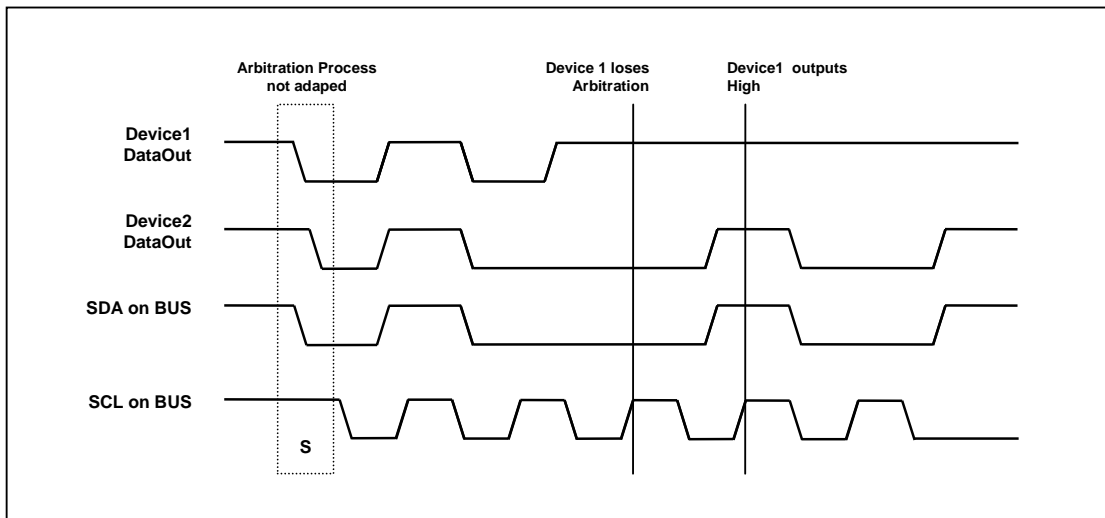 Arbitration Process
not adaped
Device 1 loses
Arbitration
Device1 outputs
High
Device1
DataOut
Device2
DataOut
SDA on BUS
SCL on BUS
S